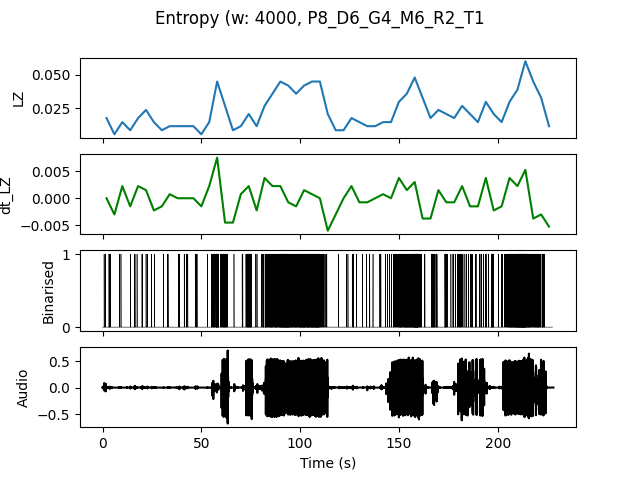 Entropy (w: 4000, P8_D6_G4_M6_R2_T1
0.050
0.025
LZ
0.005
0.000
−0.005
dt_LZ
1
0
Binarised
0.5
0.0
−0.5
Audio
0 50 100 150 200
Time (s)